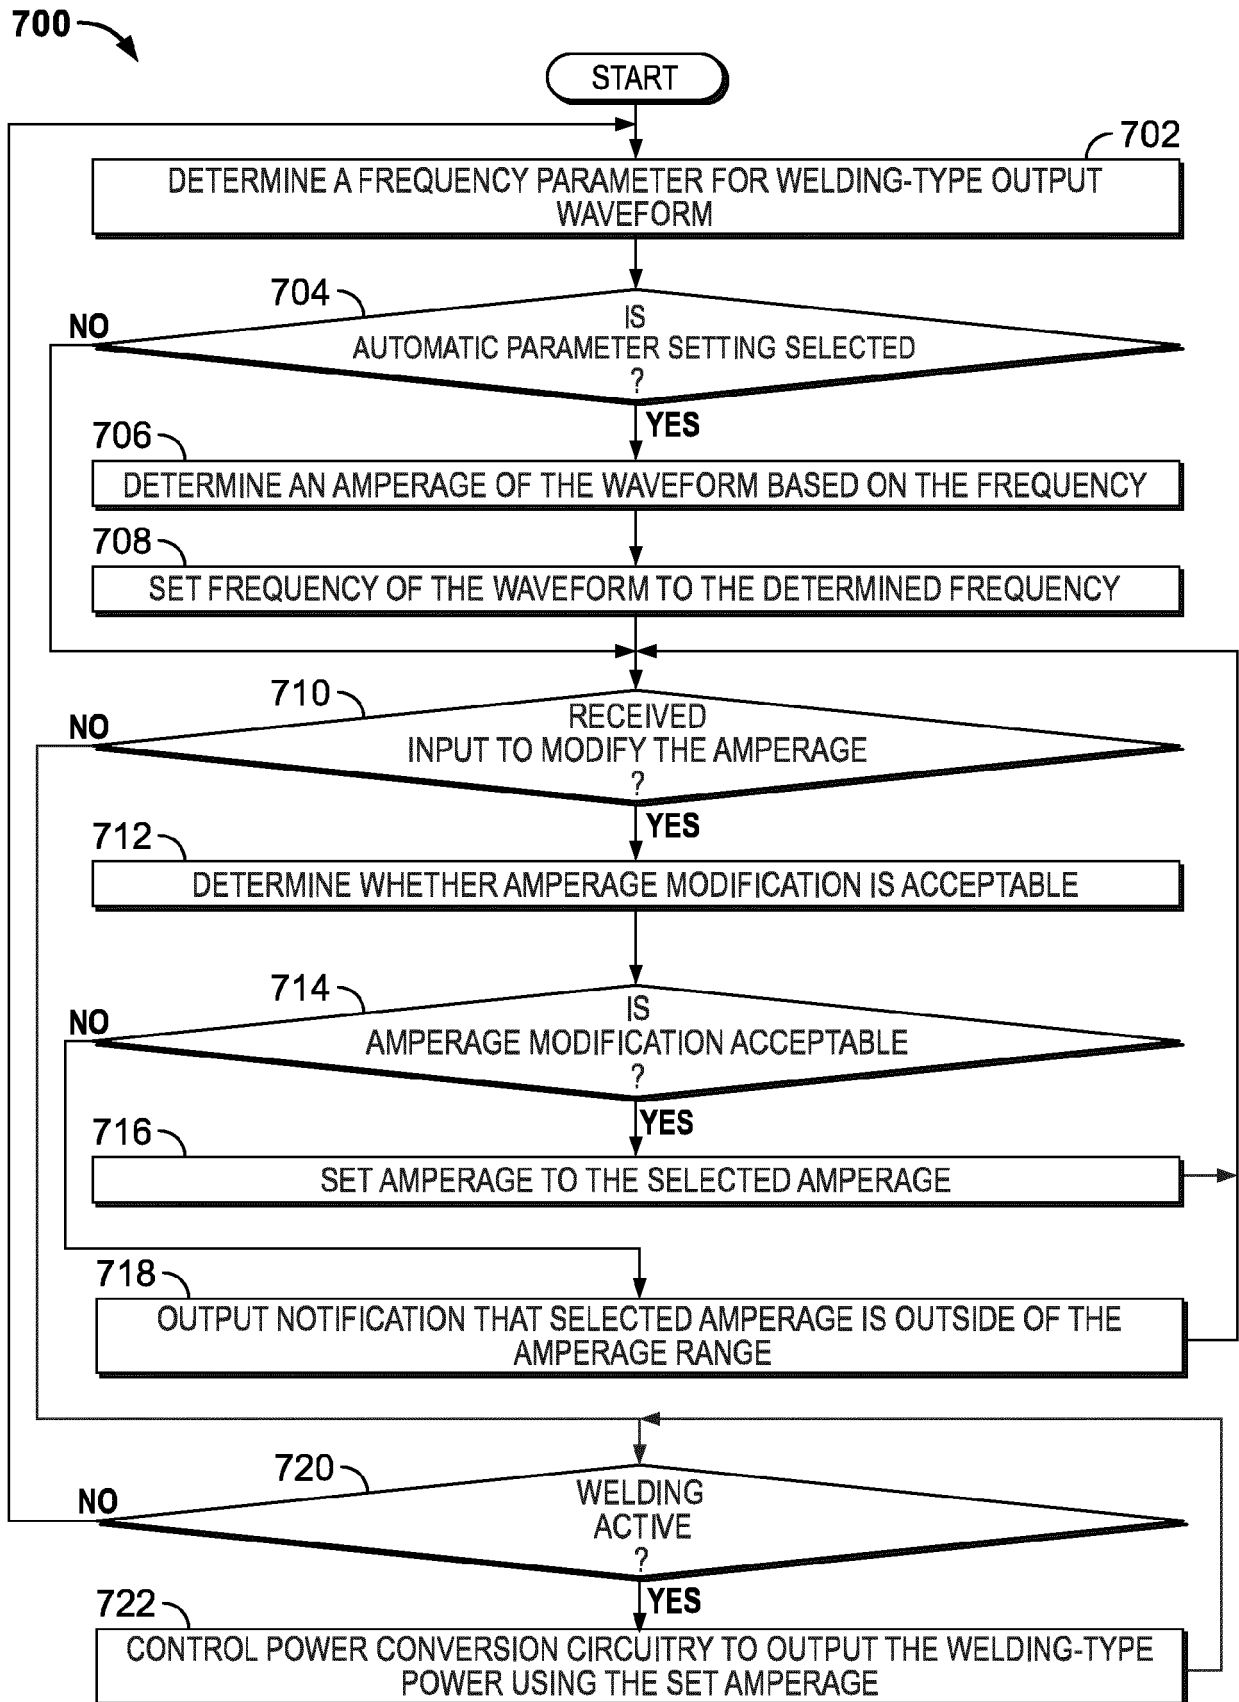 700
START
702
DETERMINE A FREQUENCY PARAMETER FOR WELDING-TYPE OUTPUT
WAVEFORM
704
NO
IS
AUTOMATIC PARAMETER SETTING SELECTED
?
YES
706
DETERMINE AN AMPERAGE OF THE WAVEFORM BASED ON THE FREQUENCY
708
SET FREQUENCY OF THE WAVEFORM TO THE DETERMINED FREQUENCY
710
NO
RECEIVED
INPUT TO MODIFY THE AMPERAGE
?
YES
712
DETERMINE WHETHER AMPERAGE MODIFICATION IS ACCEPTABLE
714
NO
IS
AMPERAGE MODIFICATION ACCEPTABLE
?
YES
716
SET AMPERAGE TO THE SELECTED AMPERAGE
718
OUTPUT NOTIFICATION THAT SELECTED AMPERAGE IS OUTSIDE OF THE
AMPERAGE RANGE
720
NO
WELDING
ACTIVE
?
YES
722
CONTROL POWER CONVERSION CIRCUITRY TO OUTPUT THE WELDING-TYPE
POWER USING THE SET AMPERAGE